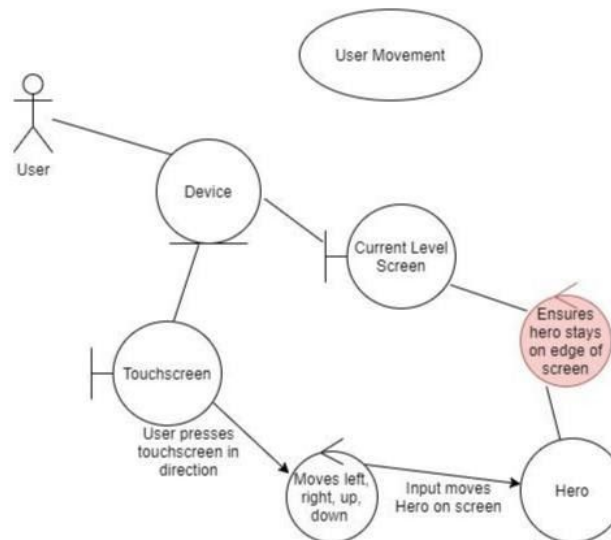 User Movement
User
Device
Current Level
Screen
Ensures
hero stays
on edge of
screen
Touchscreen
User presses
touchscreen in
direction
Moves left,
right, up,
down
Input moves
Hero on screen
Hero